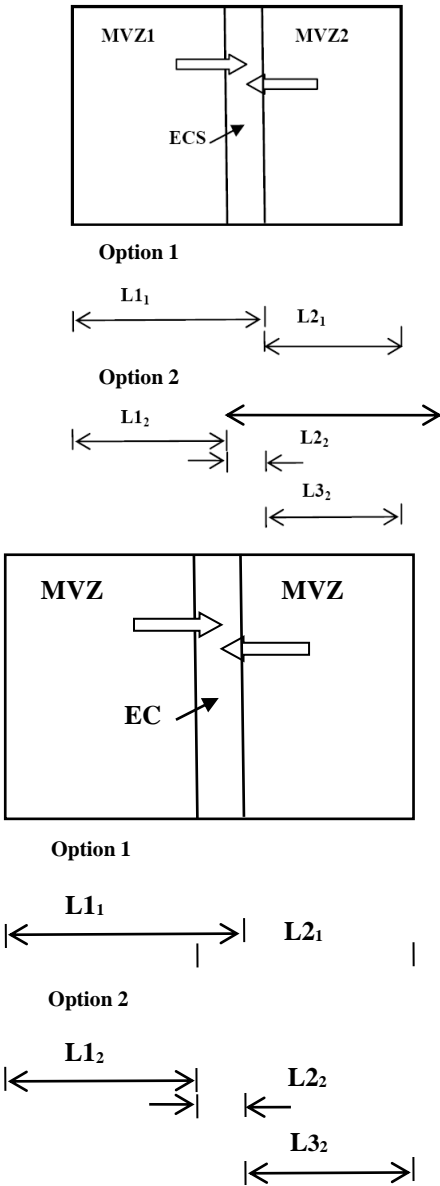 MVZ1 MVZ2
ECS
Option 1
L1₁
L2₁
Option 2
L1₂
L2₂
L3₂
MVZ MVZ
EC
Option 1
L1₁
L2₁
Option 2
L1₂
L2₂
L3₂